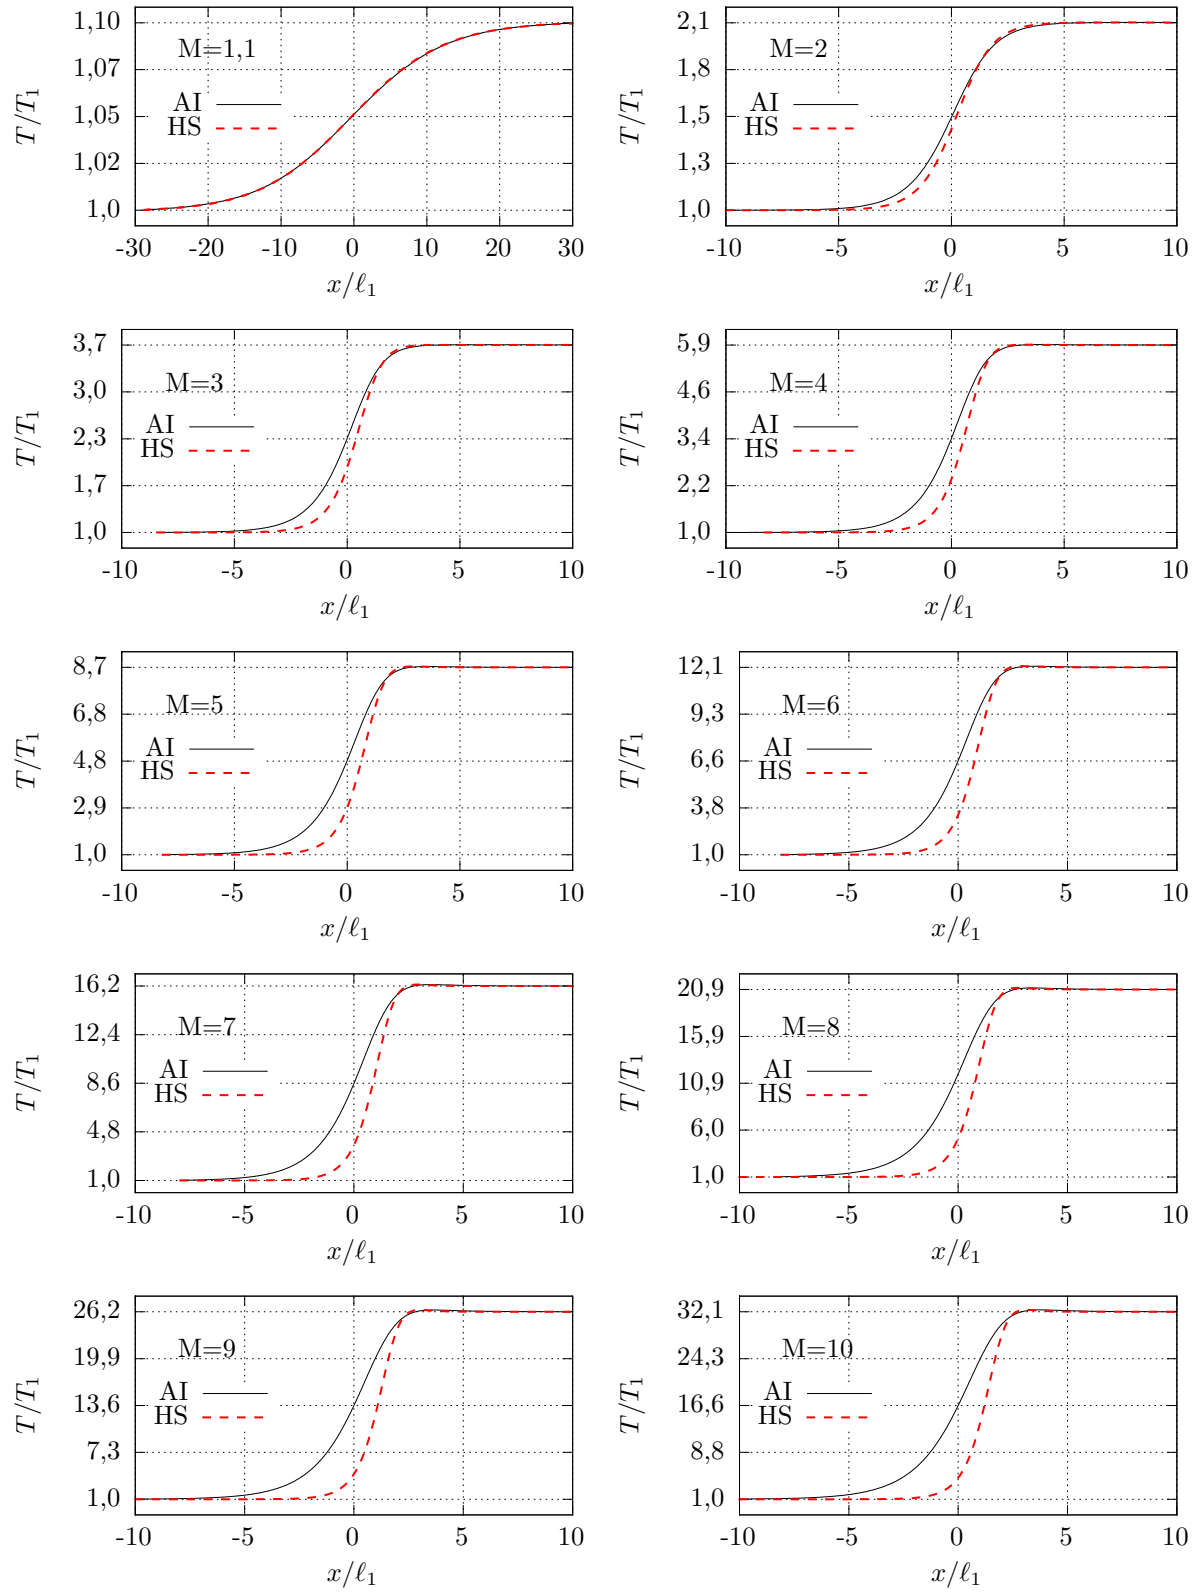 1,10
1,07
1,05
1,02
1,0
T/T₁
M=1,1
AI
HS
-30 -20 -10 0 10 20 30
x/ℓ₁
2,1
1,8
1,5
1,3
1,0
T/T₁
M=2
AI
HS
-10 -5 0 5 10
x/ℓ₁
3,7
3,0
2,3
1,7
1,0
T/T₁
M=3
AI
HS
-10 -5 0 5 10
x/ℓ₁
5,9
4,6
3,4
2,2
1,0
T/T₁
M=4
AI
HS
-10 -5 0 5 10
x/ℓ₁
8,7
6,8
4,8
2,9
1,0
T/T₁
M=5
AI
HS
-10 -5 0 5 10
x/ℓ₁
12,1
9,3
6,6
3,8
1,0
T/T₁
M=6
AI
HS
-10 -5 0 5 10
x/ℓ₁
16,2
12,4
8,6
4,8
1,0
T/T₁
M=7
AI
HS
-10 -5 0 5 10
x/ℓ₁
20,9
15,9
10,9
6,0
1,0
T/T₁
M=8
AI
HS
-10 -5 0 5 10
x/ℓ₁
26,2
19,9
13,6
7,3
1,0
T/T₁
M=9
AI
HS
-10 -5 0 5 10
x/ℓ₁
32,1
24,3
16,6
8,8
1,0
T/T₁
M=10
AI
HS
-10 -5 0 5 10
x/ℓ₁